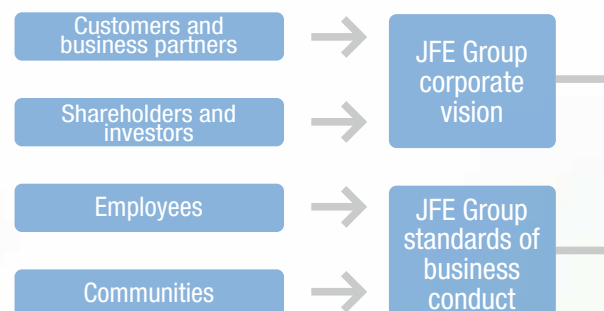 Customers and
business partners
Shareholders and
investors
Employees
Communities
JFE Group
corporate
vision
JFE Group
standards of
business
conduct